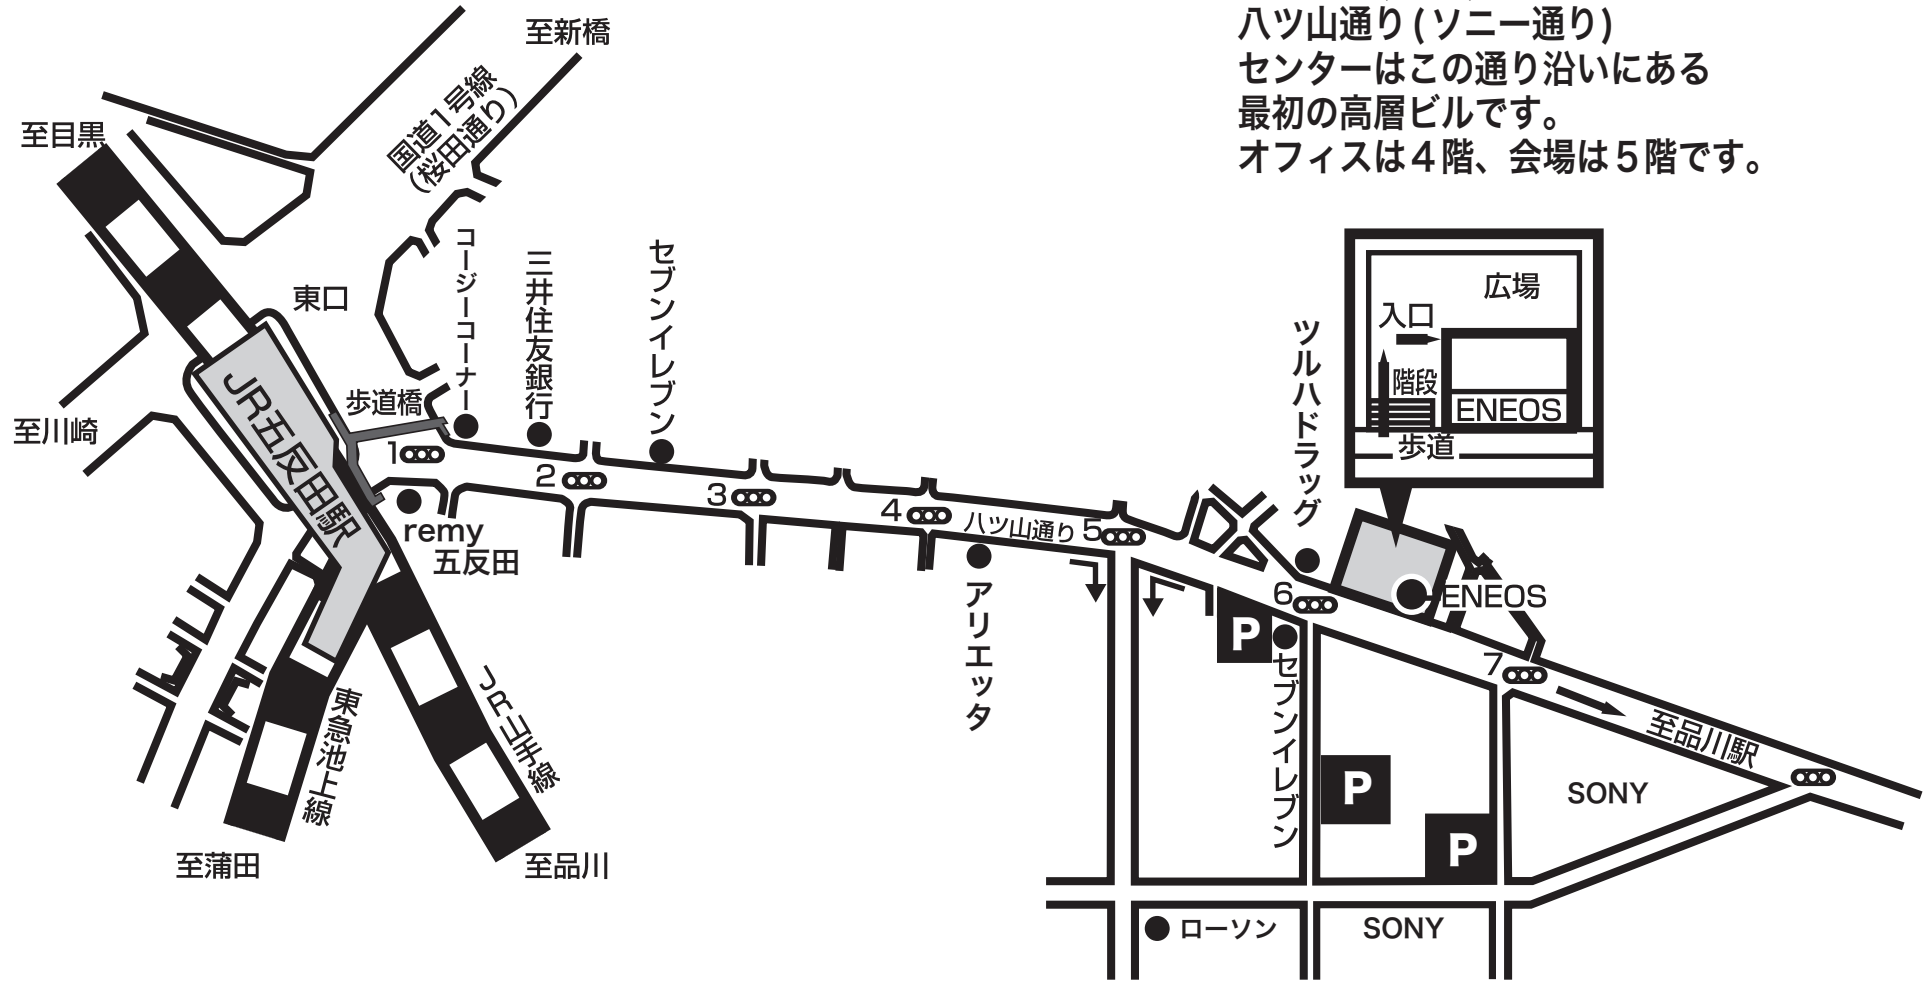 八ツ山通り(ソニー通り)
センターはこの通り沿いにある
最初の高層ビルです。
オフィスは４階、会場は５階です。
至新橋
国道１号線
(桜田通り)
至目黒
コージーコーナー
三井住友銀行
セブンイレブン
東口
広場
入口
階段
ENEOS
歩道
ツルハドラッグ
歩道橋
至川崎
JR五反田駅
1
2
3
4
八ツ山通り
5
remy
五反田
アリエッタ
6
ENEOS
P
セブンイレブン
7
至品川駅
東急池上線
JR山手線
P
SONY
P
至蒲田
至品川
ローソン
SONY